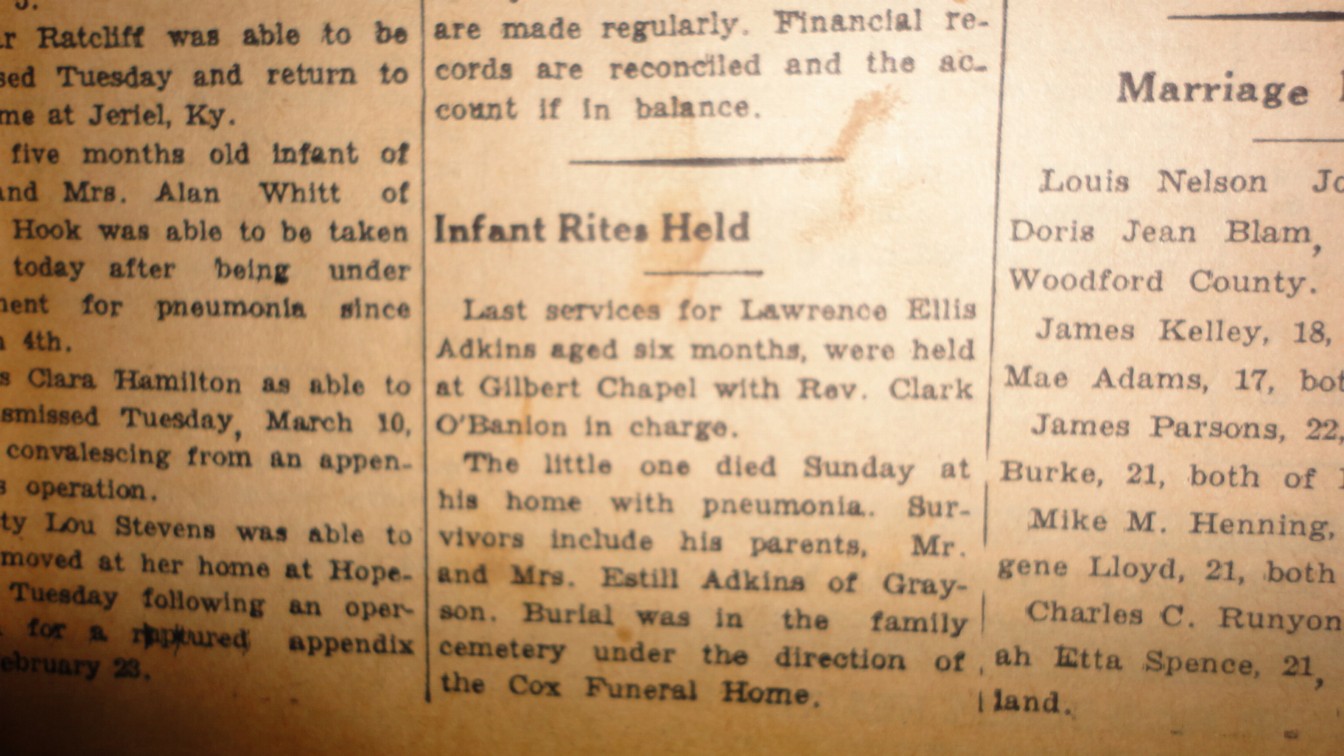 Ratcliff was able to be
Tuesday and return to
at Jeriel, Ky.
five months old infant of
Mrs. Alan Whitt of
Hook was able to be taken
today after being under
for pneumonia since
4th.
Clara Hamilton as able to
Tuesday, March 10,
convalescing from an appen-
operation.
Lou Stevens was able to
moved at her home at Hope-
Tuesday following an oper-
for a ruptured appendix
23.
are made regularly. Financial re-
cords are reconciled and the ac-
count if in balance.
Infant Rites Held
Last services for Lawrence Ellis
Adkins aged six months, were held
at Gilbert Chapel with Rev. Clark
O'Banion in charge.
The little one died Sunday at
his home with pneumonia. Sur-
vivors include his parents, Mr.
and Mrs. Estill Adkins of Gray-
son. Burial was in the family
cemetery under the direction of
the Cox Funeral Home.
Marriage
Louis Nelson
Doris Jean Blam,
Woodford County.
James Kelley, 18,
Mae Adams, 17,
James Parsons, 22,
Burke, 21, both of
Mike M. Henning,
gene Lloyd, 21, both
Charles C. Runyon
ah Etta Spence, 21,
land.